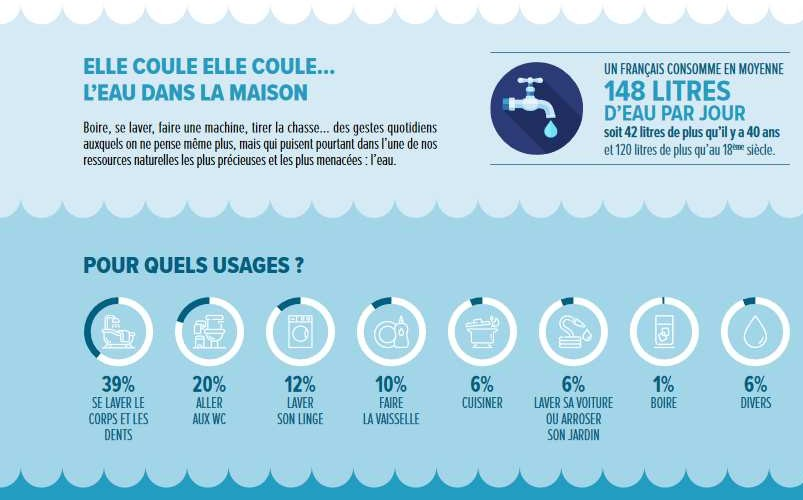 ELLE COULE ELLE COULE...
L'EAU DANS LA MAISON
Boire, se laver, faire une machine, tirer la chasse... des gestes quotidiens
auxquels on ne pense même plus, mais qui puisent pourtant dans l'une de nos
ressources naturelles les plus précieuses et les plus menacées : l'eau.
UN FRANÇAIS CONSOMME EN MOYENNE
148 LITRES
D'EAU PAR JOUR
soit 42 litres de plus qu'il y a 40 ans
et 120 litres de plus qu'au 18ème siècle.
POUR QUELS USAGES ?
39%
SE LAVER LE
CORPS ET LES
DENTS
20%
ALLER
AUX WC
12%
LAVER
SON LINGE
10%
FAIRE
LA VAISSELLE
6%
CUISINER
6%
LAVER SA VOITURE
OU ARROSER
SON JARDIN
1%
BOIRE
6%
DIVERS